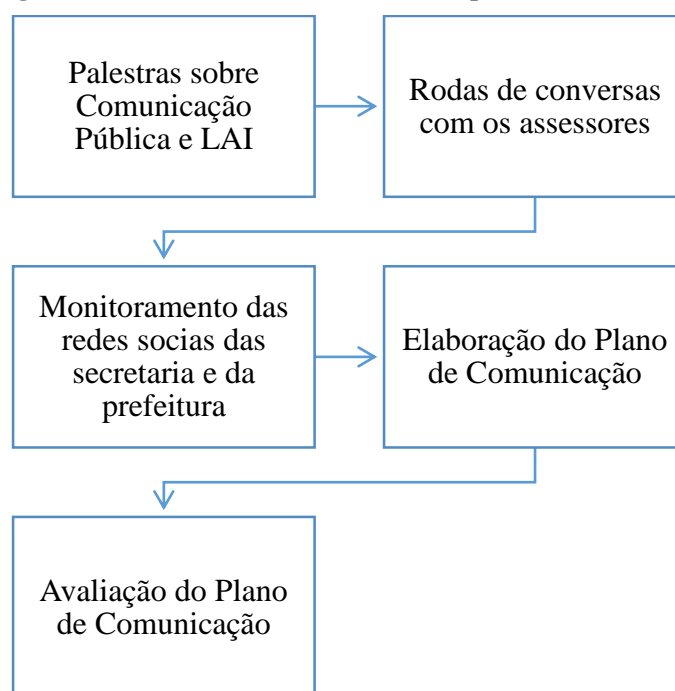 Palestras sobre
Comunicação
Pública e LAI
Rodas de conversas
com os assessores
Monitoramento das
redes socias das
secretaria e da
prefeitura
Elaboração do Plano
de Comunicação
Avaliação do Plano
de Comunicação